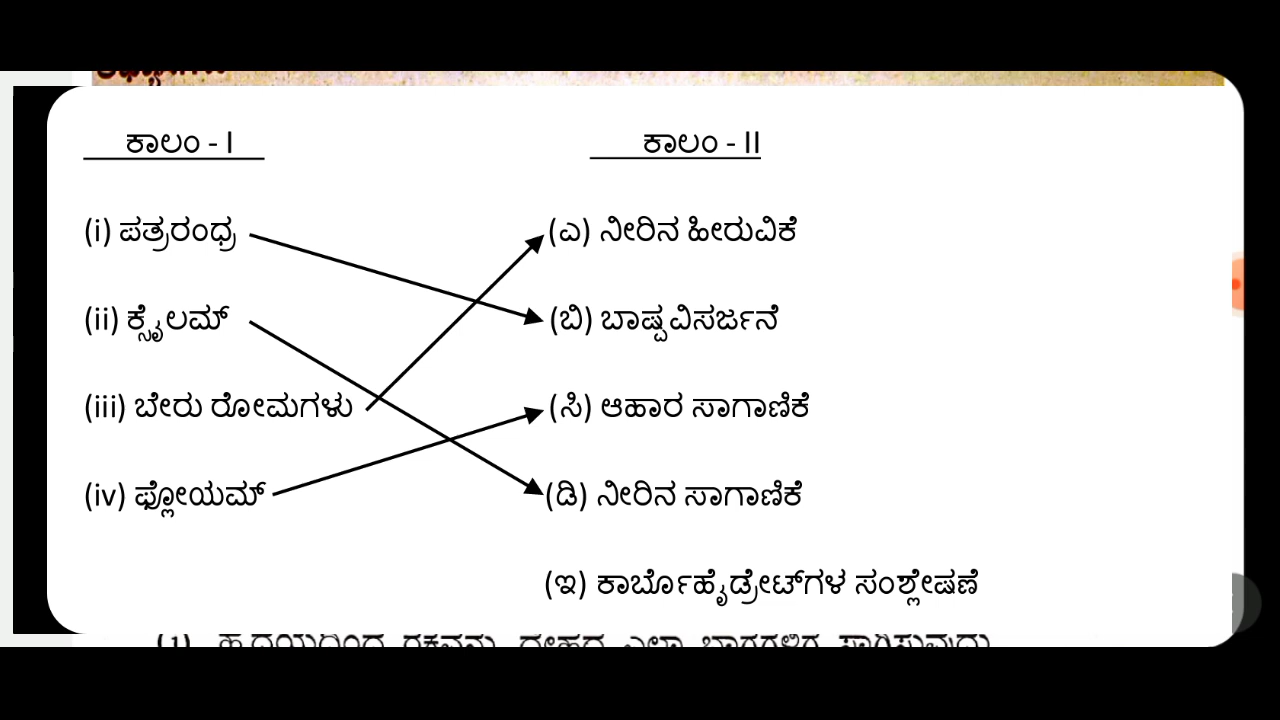 ಕಾಲಂ - I ಕಾಲಂ - II
(i) ಪತ್ರರಂಧ್ರ (ಎ) ನೀರಿನ ಹೀರುವಿಕೆ
(ii) ಕ್ಸೈಲಮ್ (ಬಿ) ಬಾಷ್ಪವಿಸರ್ಜನೆ
(iii) ಬೇರು ರೋಮಗಳು (ಸಿ) ಆಹಾರ ಸಾಗಾಣಿಕೆ
(iv) ಫ್ಲೋಯಮ್ (ಡಿ) ನೀರಿನ ಸಾಗಾಣಿಕೆ
(ಇ) ಕಾರ್ಬೊಹೈಡ್ರೇಟ್‌ಗಳ ಸಂಶ್ಲೇಷಣೆ